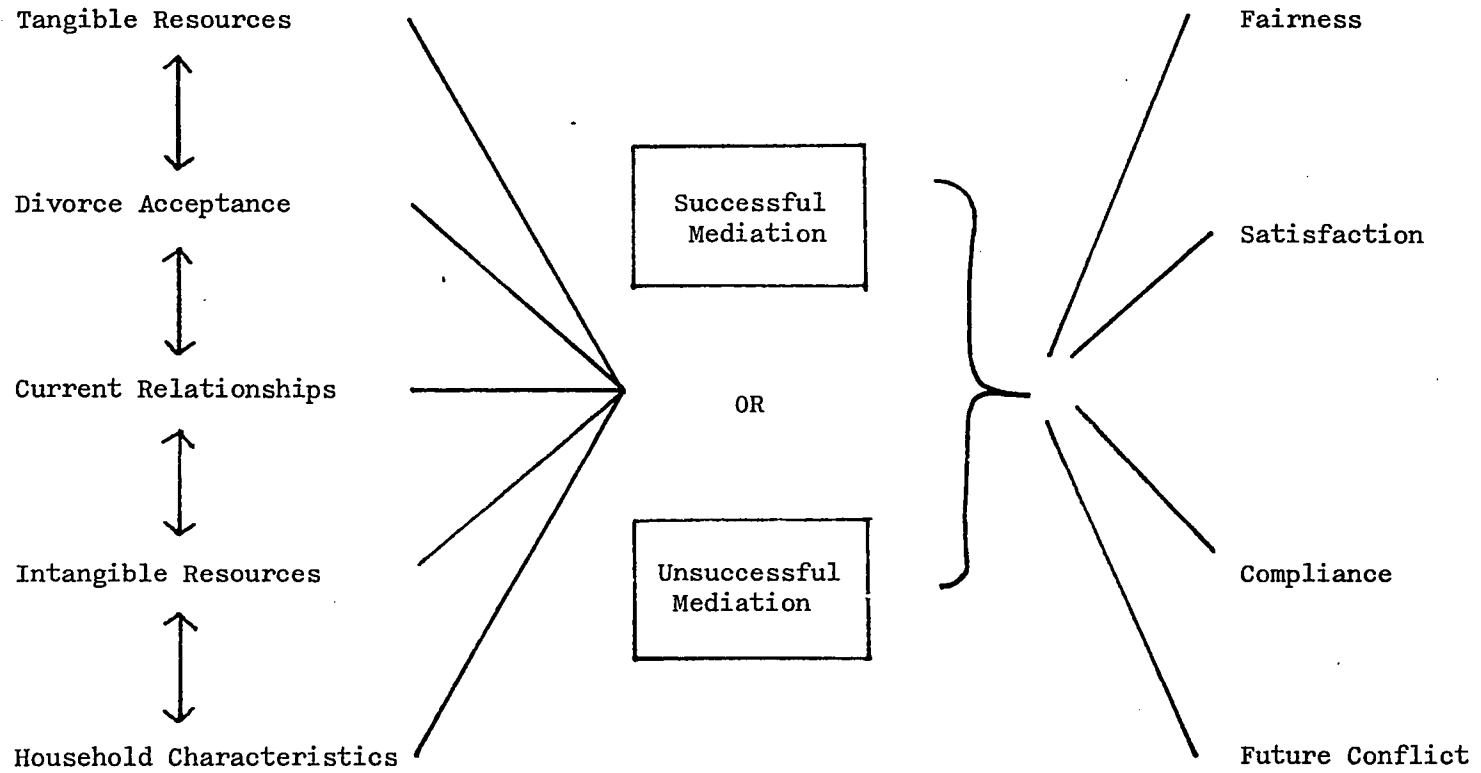 Tangible Resources
Divorce Acceptance
Current Relationships
Intangible Resources
Household Characteristics
Successful
Mediation
OR
Unsuccessful
Mediation
Fairness
Satisfaction
Compliance
Future Conflict